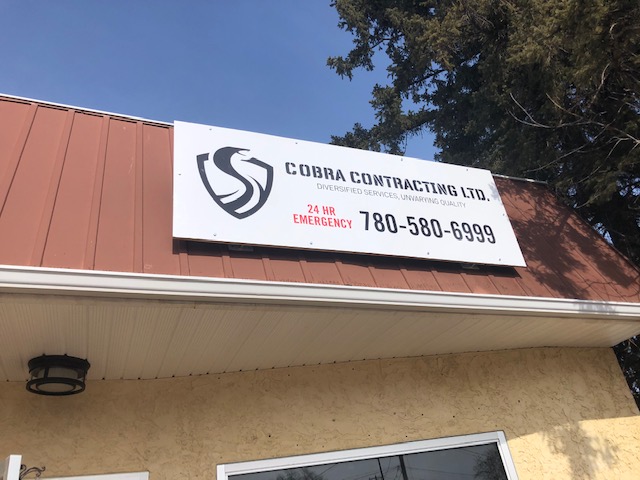 COBRA CONTRACTING LTD.
DIVERSIFIED SERVICES, UNVARYING QUALITY
24 HR
EMERGENCY 780-580-6999